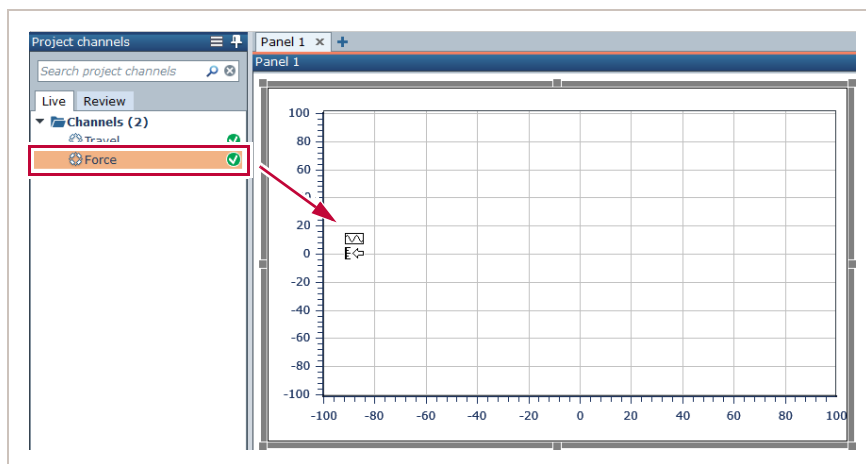 Project channels
Panel 1
Panel 1
Search project channels
Live Review
Channels (2)
Travel
Force
100
80
60
20
0
-20
-40
-60
-80
-100
-100 -80 -60 -40 -20 0 20 40 60 80 100